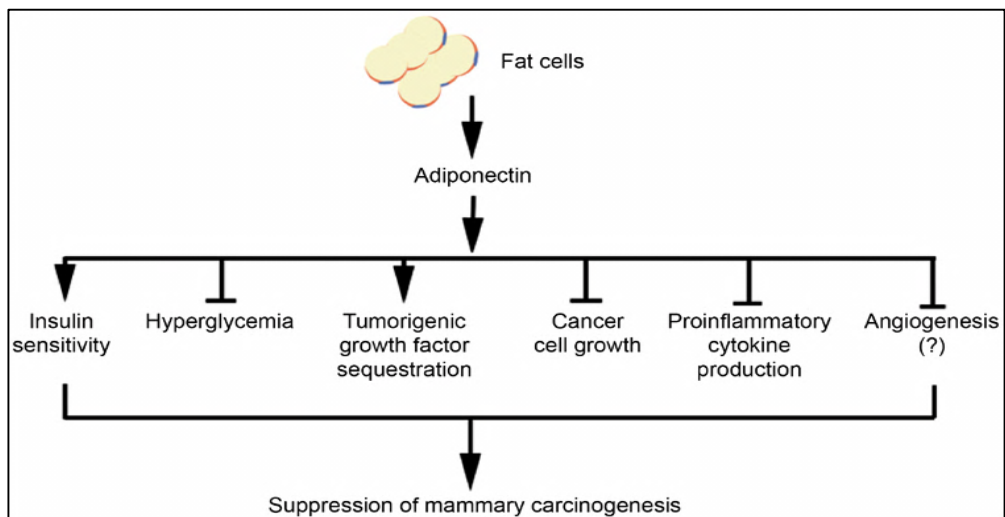 Fat cells
Adiponectin
Insulin
sensitivity
Hyperglycemia
Tumorigenic
growth factor
sequestration
Cancer
cell growth
Proinflammatory
cytokine
production
Angiogenesis
(?)
Suppression of mammary carcinogenesis